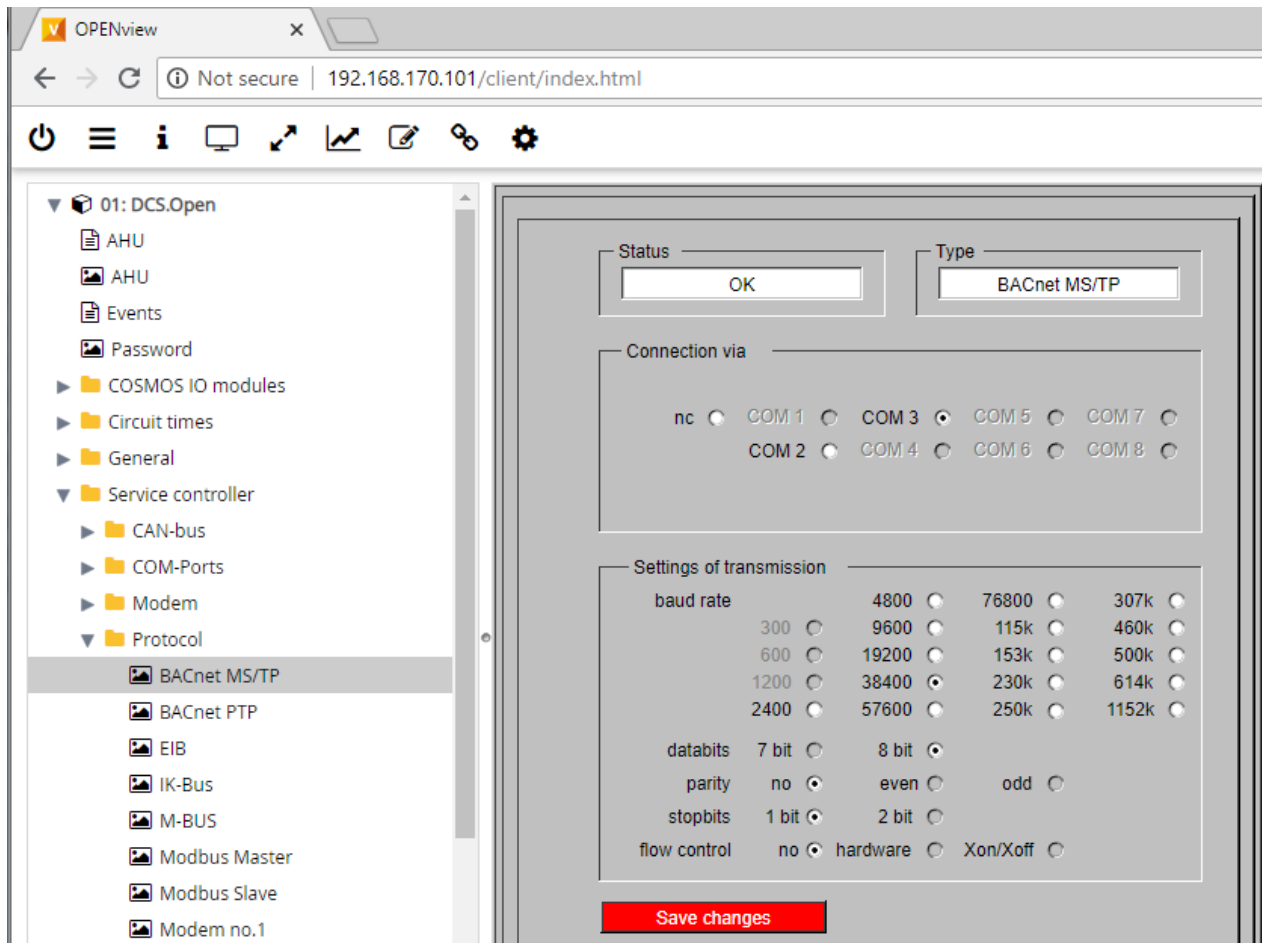 OPENview
Not secure | 192.168.170.101/client/index.html
01: DCS.Open
AHU
AHU
Events
Password
COSMOS IO modules
Circuit times
General
Service controller
CAN-bus
COM-Ports
Modem
Protocol
BACnet MS/TP
BACnet PTP
EIB
IK-Bus
M-BUS
Modbus Master
Modbus Slave
Modem no.1
Status
OK
Type
BACnet MS/TP
Connection via
nc COM 1 COM 3 COM 5 COM 7
COM 2 COM 4 COM 6 COM 8
Settings of transmission
baud rate 4800 76800 307k
300 9600 115k 460k
600 19200 153k 500k
1200 38400 230k 614k
2400 57600 250k 1152k
databits 7 bit 8 bit
parity no even odd
stopbits 1 bit 2 bit
flow control no hardware Xon/Xoff
Save changes